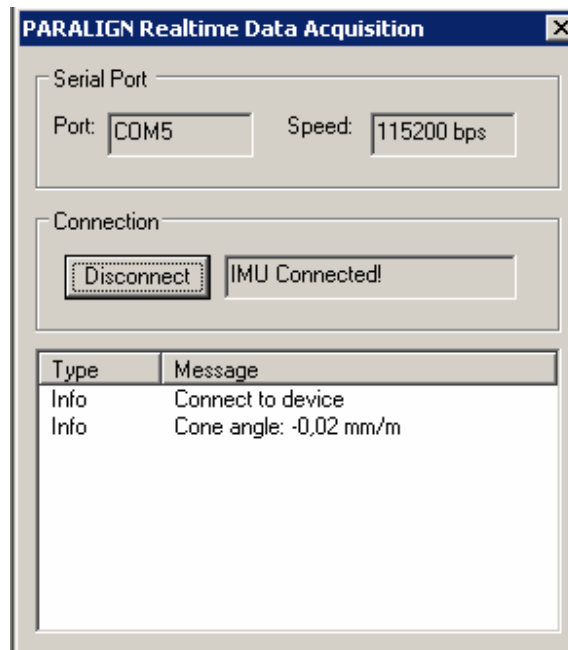 PARALIGN Realtime Data Acquisition
Serial Port
Port: COM5 Speed: 115200 bps
Connection
Disconnect IMU Connected!
Type Message
Info Connect to device
Info Cone angle: -0,02 mm/m